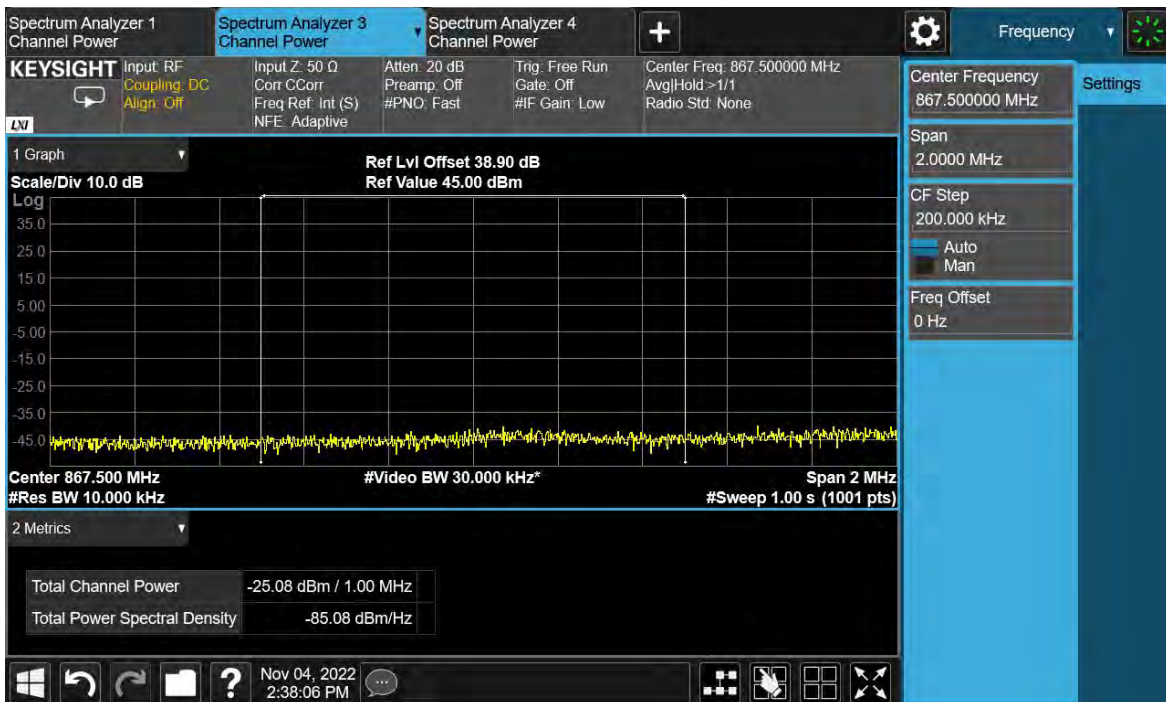 Spectrum Analyzer 1
Channel Power
Spectrum Analyzer 3
Channel Power
Spectrum Analyzer 4
Channel Power
Frequency
KEYSIGHT
LXI
Input: RF
Coupling: DC
Align: Off
Input Z: 50 Ω
Corr CCorr
Freq Ref: Int (S)
NFE: Adaptive
Atten: 20 dB
Preamp: Off
#PNO: Fast
Trig: Free Run
Gate: Off
#IF Gain: Low
Center Freq: 867.500000 MHz
Avg|Hold:>1/1
Radio Std: None
Center Frequency
867.500000 MHz
Settings
Span
2.0000 MHz
CF Step
200.000 kHz
Auto
Man
Freq Offset
0 Hz
1 Graph
Scale/Div 10.0 dB
Ref Lvl Offset 38.90 dB
Ref Value 45.00 dBm
Log
35.0
25.0
15.0
5.00
-5.00
-15.0
-25.0
-35.0
-45.0
Center 867.500 MHz
#Video BW 30.000 kHz*
Span 2 MHz
#Res BW 10.000 kHz
#Sweep 1.00 s (1001 pts)
2 Metrics
Total Channel Power -25.08 dBm / 1.00 MHz
Total Power Spectral Density -85.08 dBm/Hz
Nov 04, 2022
2:38:06 PM